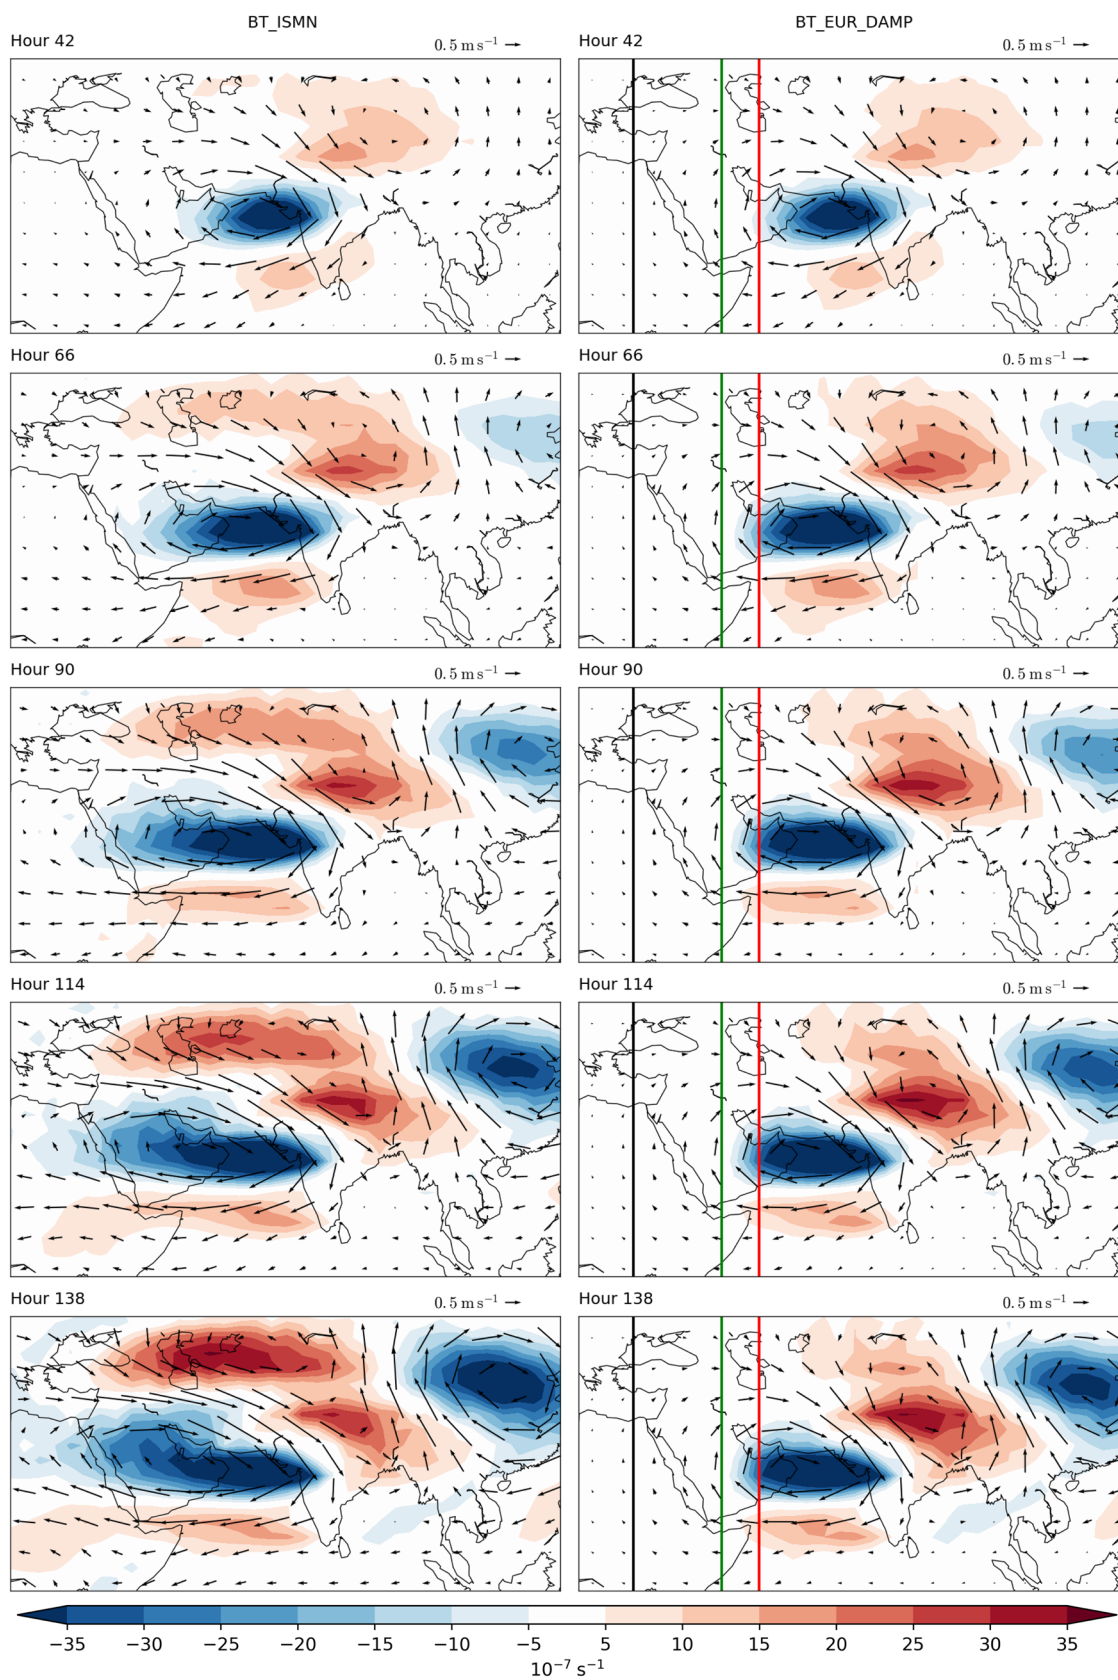 BT_ISMN BT_EUR_DAMP
Hour 42 0.5 m s⁻¹ Hour 42 0.5 m s⁻¹
Hour 66 0.5 m s⁻¹ Hour 66 0.5 m s⁻¹
Hour 90 0.5 m s⁻¹ Hour 90 0.5 m s⁻¹
Hour 114 0.5 m s⁻¹ Hour 114 0.5 m s⁻¹
Hour 138 0.5 m s⁻¹ Hour 138 0.5 m s⁻¹
−35 −30 −25 −20 −15 −10 −5 5 10 15 20 25 30 35
10⁻⁷ s⁻¹